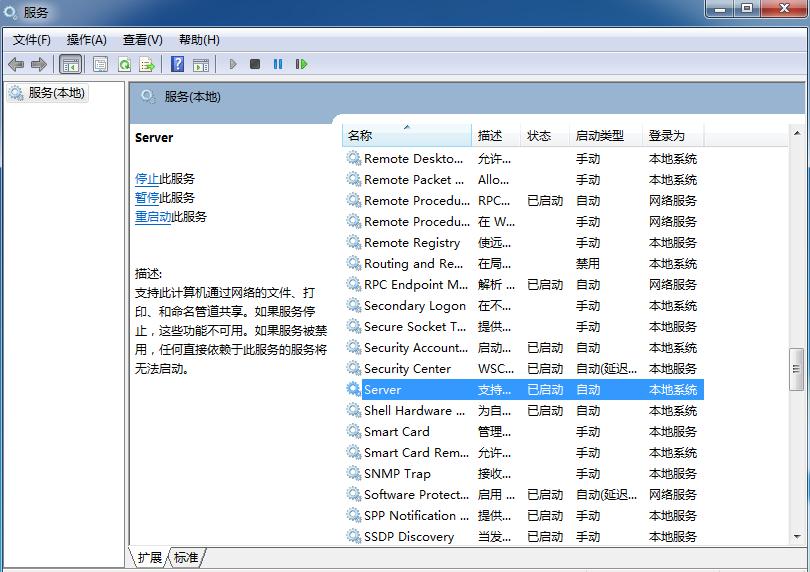 服务
文件(F) 操作(A) 查看(V) 帮助(H)
服务(本地)
服务(本地)
Server
停止此服务
暂停此服务
重启动此服务
描述:
支持此计算机通过网络的文件、打
印、和命名管道共享。如果服务停
止，这些功能不可用。如果服务被禁
用，任何直接依赖于此服务的服务将
无法启动。
名称 描述 状态 启动类型 登录为
Remote Deskto... 允许... 手动 本地系统
Remote Packet ... Allo... 手动 本地系统
Remote Procedu... RPC... 已启动 自动 网络服务
Remote Procedu... 在 W... 手动 网络服务
Remote Registry 使远... 手动 本地服务
Routing and Re... 在局... 禁用 本地系统
RPC Endpoint M... 解析 ... 已启动 自动 网络服务
Secondary Logon 在不... 手动 本地系统
Secure Socket T... 提供... 手动 本地服务
Security Account... 启动... 已启动 自动 本地系统
Security Center WSC... 已启动 自动(延迟... 本地服务
Server 支持... 已启动 自动 本地系统
Shell Hardware ... 为自... 已启动 自动 本地系统
Smart Card 管理... 手动 本地服务
Smart Card Rem... 允许... 手动 本地系统
SNMP Trap 接收... 手动 本地服务
Software Protect... 启用 ... 已启动 自动(延迟... 网络服务
SPP Notification ... 提供... 已启动 手动 本地服务
SSDP Discovery 当发... 已启动 手动 本地服务
扩展 标准